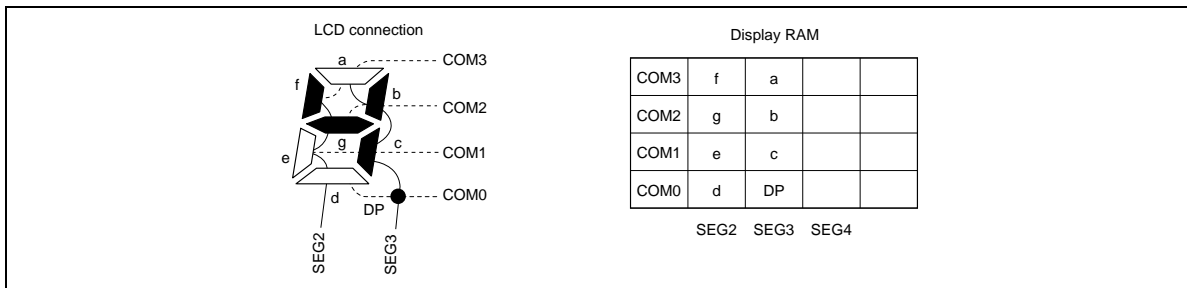 LCD connection
a
COM3
f
b
COM2
g
c
COM1
e
d
DP
COM0
SEG2
SEG3
Display RAM
COM3 f a
COM2 g b
COM1 e c
COM0 d DP
SEG2 SEG3 SEG4